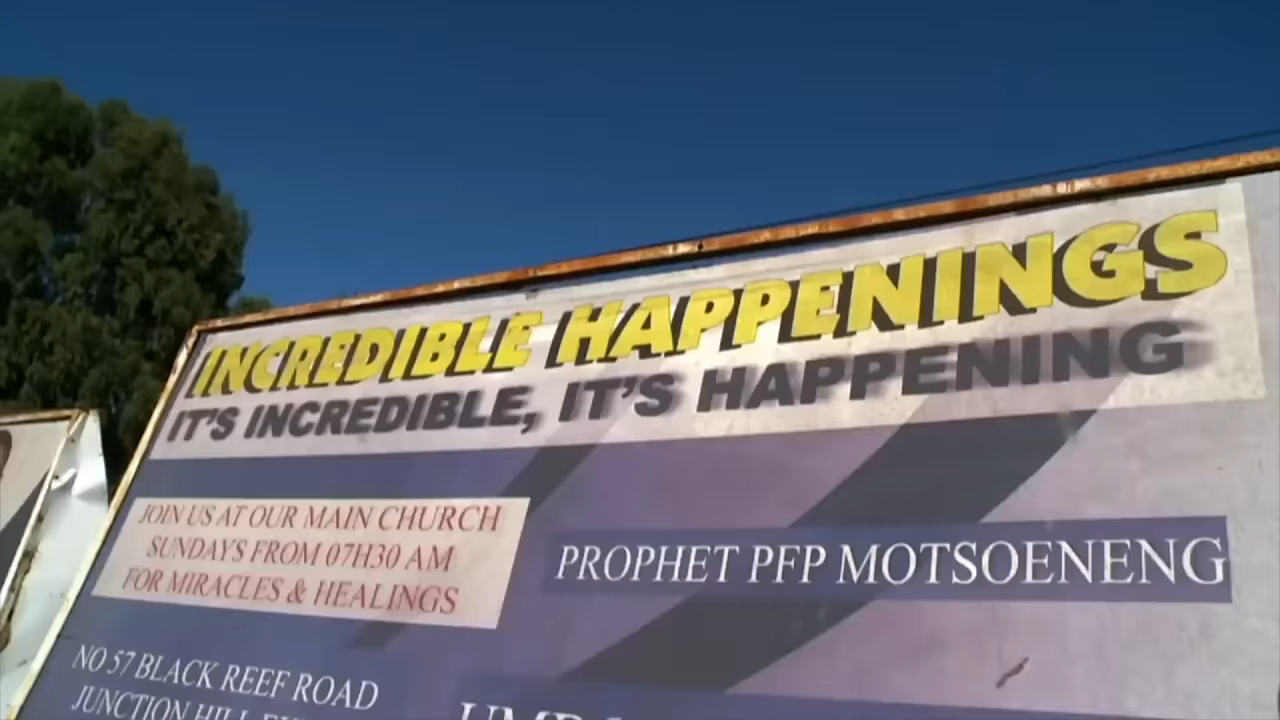 INCREDIBLE HAPPENINGS
IT'S INCREDIBLE, IT'S HAPPENING
JOIN US AT OUR MAIN CHURCH
SUNDAYS FROM 07H30 AM
FOR MIRACLES & HEALINGS
PROPHET PFP MOTSOENENG
NO 57 BLACK REEF ROAD
JUNCTION HILL